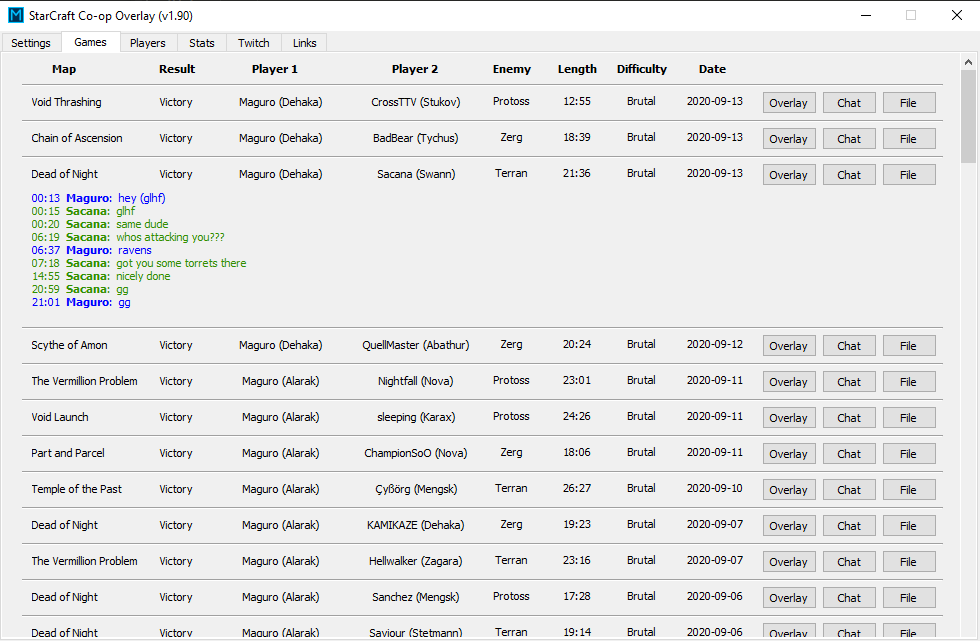 StarCraft Co-op Overlay (v1.90)
Settings Games Players Stats Twitch Links
Map Result Player 1 Player 2 Enemy Length Difficulty Date
Void Thrashing Victory Maguro (Dehaka) CrossTTV (Stukov) Protoss 12:55 Brutal 2020-09-13 Overlay Chat File
Chain of Ascension Victory Maguro (Dehaka) BadBear (Tychus) Zerg 18:39 Brutal 2020-09-13 Overlay Chat File
Dead of Night Victory Maguro (Dehaka) Sacana (Swann) Terran 21:36 Brutal 2020-09-13 Overlay Chat File
00:13 Maguro: hey (glhf)
00:15 Sacana: glhf
00:20 Sacana: same dude
06:19 Sacana: whos attacking you???
06:37 Maguro: ravens
07:18 Sacana: got you some torrets there
14:55 Sacana: nicely done
20:59 Sacana: gg
21:01 Maguro: gg
Scythe of Amon Victory Maguro (Dehaka) QuellMaster (Abathur) Zerg 20:24 Brutal 2020-09-12 Overlay Chat File
The Vermillion Problem Victory Maguro (Alarak) Nightfall (Nova) Protoss 23:01 Brutal 2020-09-11 Overlay Chat File
Void Launch Victory Maguro (Alarak) sleeping (Karax) Protoss 24:26 Brutal 2020-09-11 Overlay Chat File
Part and Parcel Victory Maguro (Alarak) ChampionSoO (Nova) Zerg 18:06 Brutal 2020-09-11 Overlay Chat File
Temple of the Past Victory Maguro (Alarak) Çyßörg (Mengsk) Terran 26:27 Brutal 2020-09-10 Overlay Chat File
Dead of Night Victory Maguro (Alarak) KAMIKAZE (Dehaka) Zerg 19:23 Brutal 2020-09-07 Overlay Chat File
The Vermillion Problem Victory Maguro (Alarak) Hellwalker (Zagara) Terran 23:16 Brutal 2020-09-07 Overlay Chat File
Dead of Night Victory Maguro (Alarak) Sanchez (Mengsk) Protoss 17:28 Brutal 2020-09-06 Overlay Chat File
Dead of Night Victory Maguro (Alarak) Saviour (Stetmann) Terran 19:14 Brutal 2020-09-06 Overlay Chat File